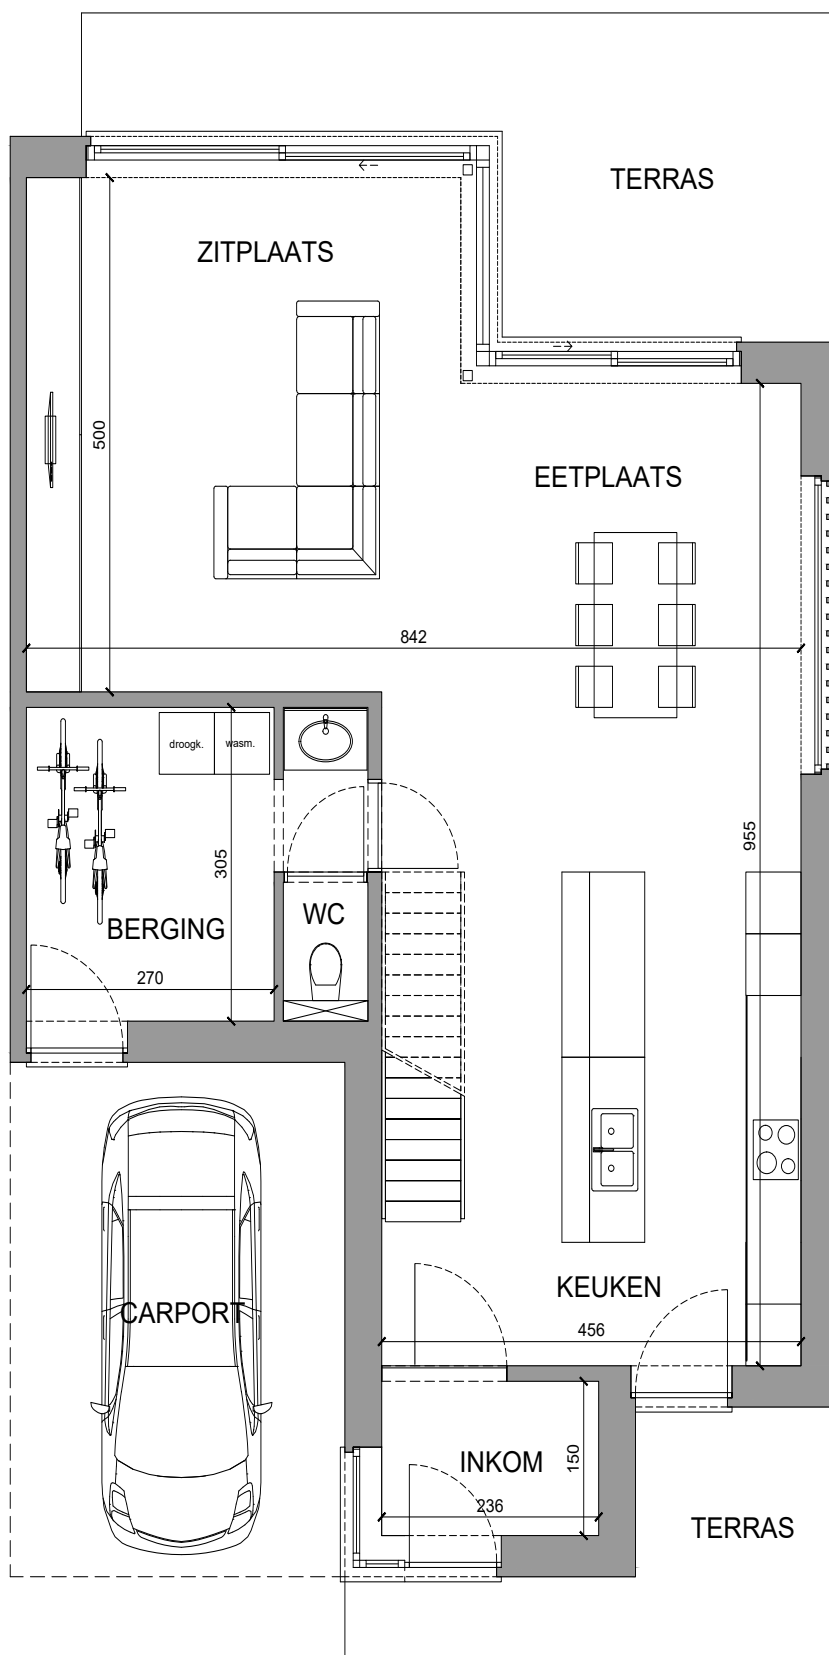 TERRAS
ZITPLAATS
500
EETPLAATS
842
droogk.
wasm.
305
955
WC
BERGING
270
KEUKEN
CARPORT
456
INKOM
150
236
TERRAS